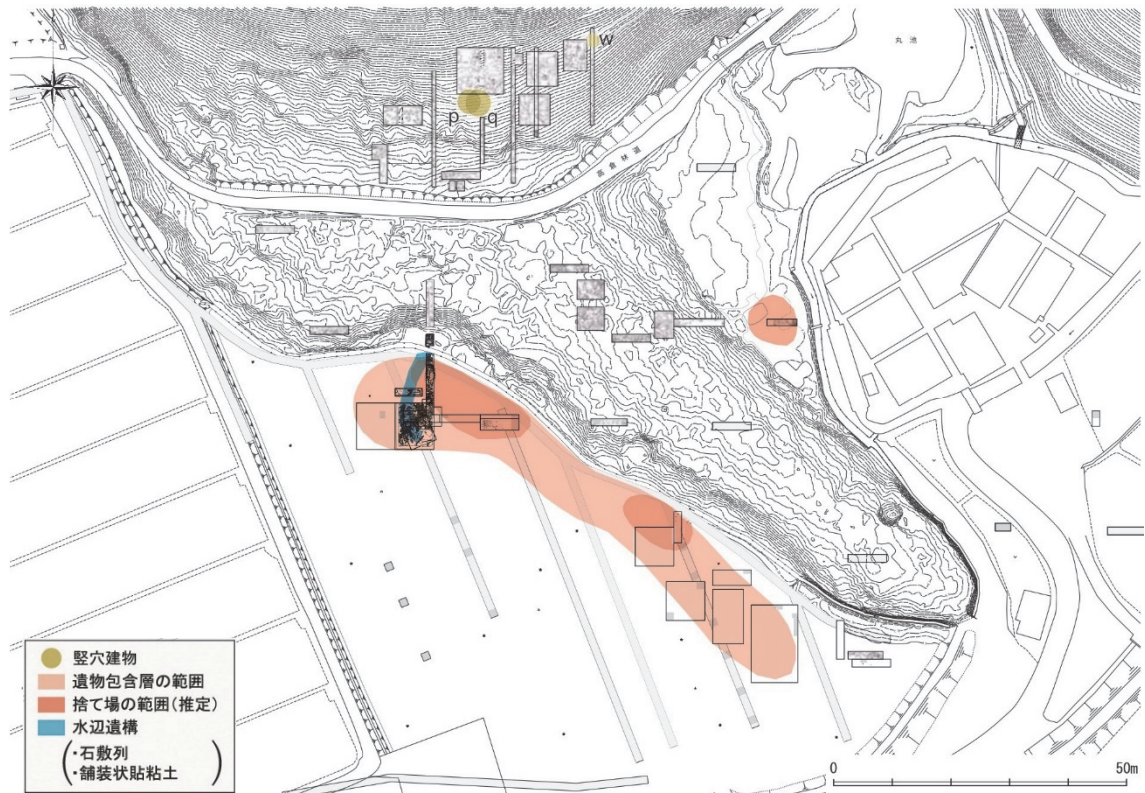 丸池
w
p q
高倉林道
竪穴建物
遺物包含層の範囲
捨て場の範囲(推定)
水辺遺構
(・石敷列
・舗装状貼粘土)
0 50m